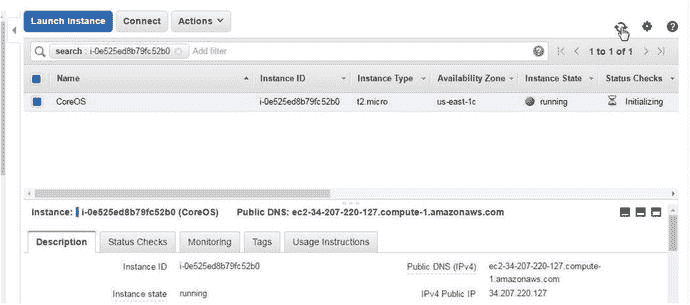 Launch Instance Connect Actions
search : i-0e525ed8b79fc52b0 Add filter 1 to 1 of 1
Name Instance ID Instance Type Availability Zone Instance State Status Checks
CoreOS i-0e525ed8b79fc52b0 t2.micro us-east-1c running Initializing
Instance: i-0e525ed8b79fc52b0 (CoreOS) Public DNS: ec2-34-207-220-127.compute-1.amazonaws.com
Description Status Checks Monitoring Tags Usage Instructions
Instance ID i-0e525ed8b79fc52b0 Public DNS (IPv4) ec2-34-207-220-127.compute-
1.amazonaws.com
Instance state running IPv4 Public IP 34.207.220.127